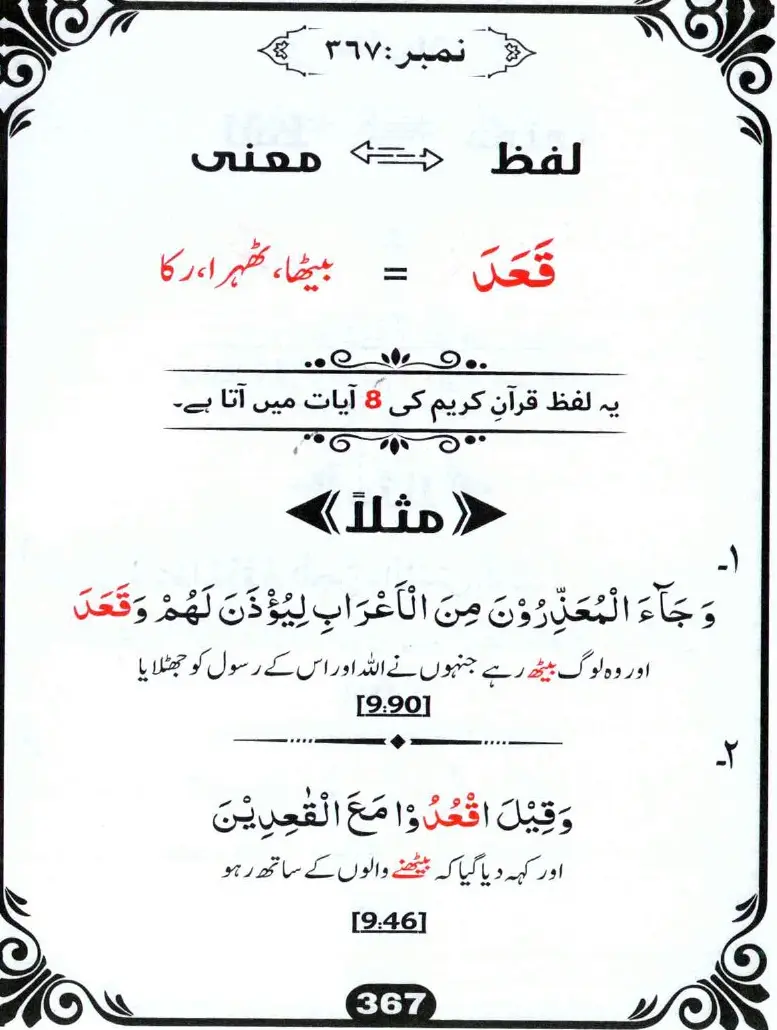 نمبر: ۳۶۷
لفظ ⇐⇒ معنی
قَعَدَ = بیٹھا، ٹھہرا، رکا
یہ لفظ قرآنِ کریم کی 8 آیات میں آتا ہے۔
مثلاً
۱۔
وَ جَآءَ الْمُعَذِّرُوْنَ مِنَ الْاَعْرَابِ لِیُؤْذَنَ لَهُمْ وَقَعَدَ
اور وہ لوگ بیٹھ رہے جنہوں نے اللہ اور اس کے رسول کو جھٹلایا
[9:90]
۲۔
وَقِیْلَ اقْعُدُوْا مَعَ الْقٰعِدِیْنَ
اور کہہ دیا گیا کہ بیٹھنے والوں کے ساتھ رہو
[9:46]
367